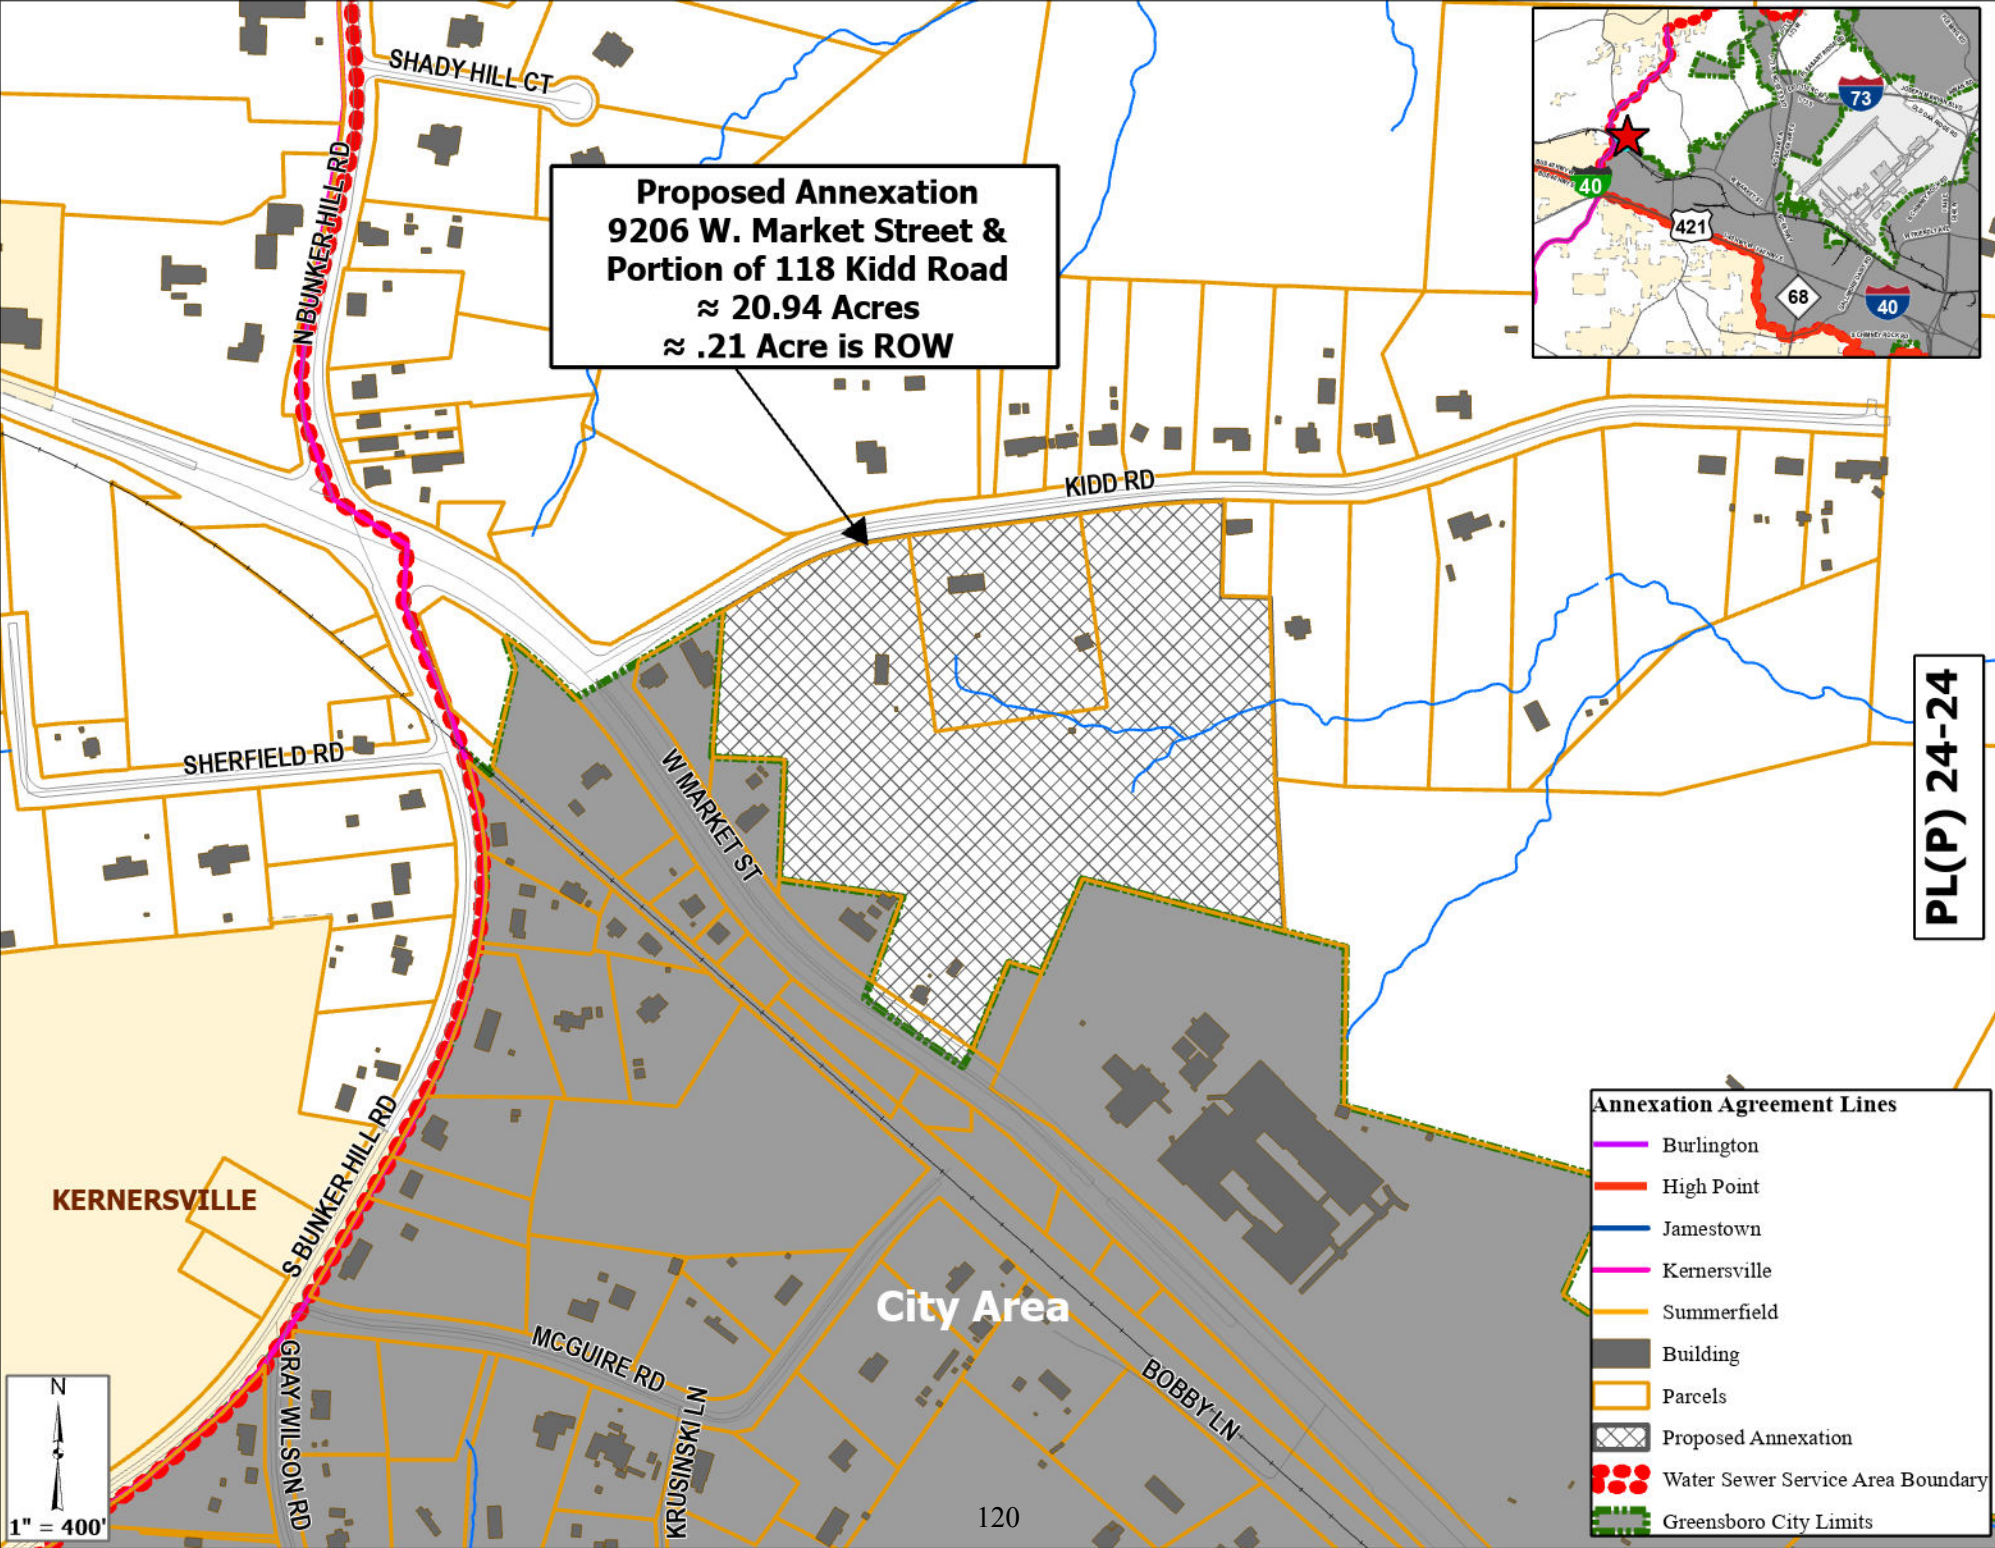 SHADY HILL CT
N BUNKER HILL RD
Proposed Annexation
9206 W. Market Street &
Portion of 118 Kidd Road
≈ 20.94 Acres
≈ .21 Acre is ROW
73
40
421
68
40
KIDD RD
PL(P) 24-24
SHERFIELD RD
W MARKET ST
KERNERSVILLE
S BUNKER HILL RD
City Area
MCGUIRE RD
GRAY WILSON RD
KRUSINSKI LN
BOBBY LN
N
1" = 400'
120
Annexation Agreement Lines
Burlington
High Point
Jamestown
Kernersville
Summerfield
Building
Parcels
Proposed Annexation
Water Sewer Service Area Boundary
Greensboro City Limits